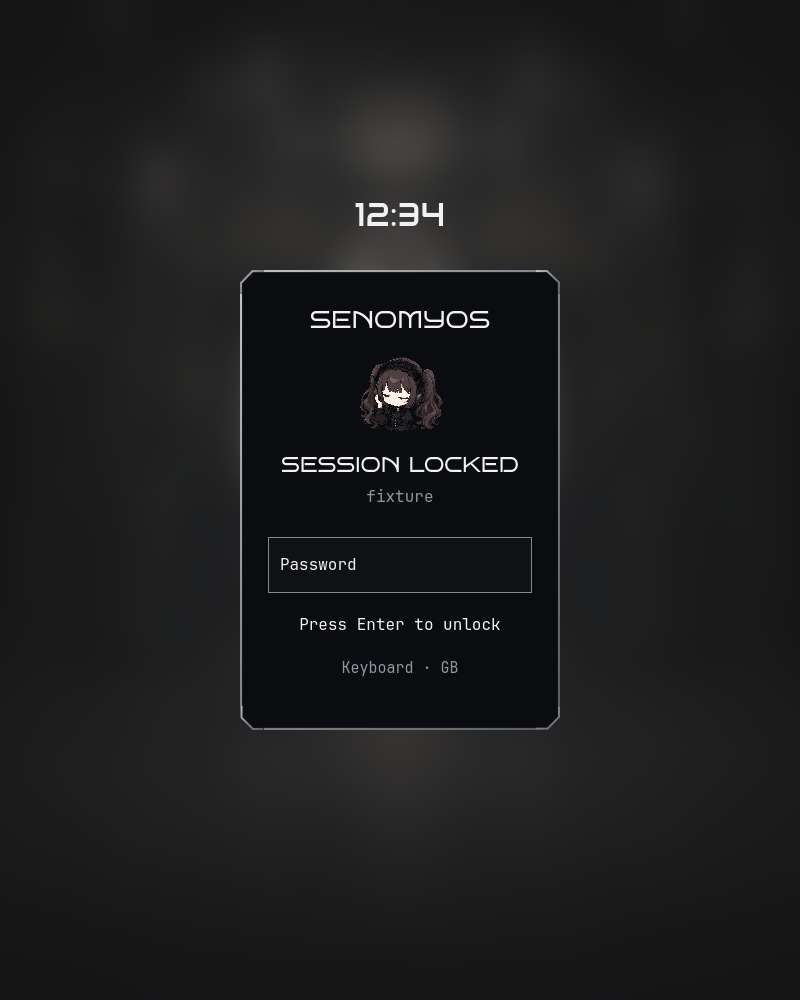 12:34
SENOMYOS
SESSION LOCKED
fixture
Password
Press Enter to unlock
Keyboard · GB